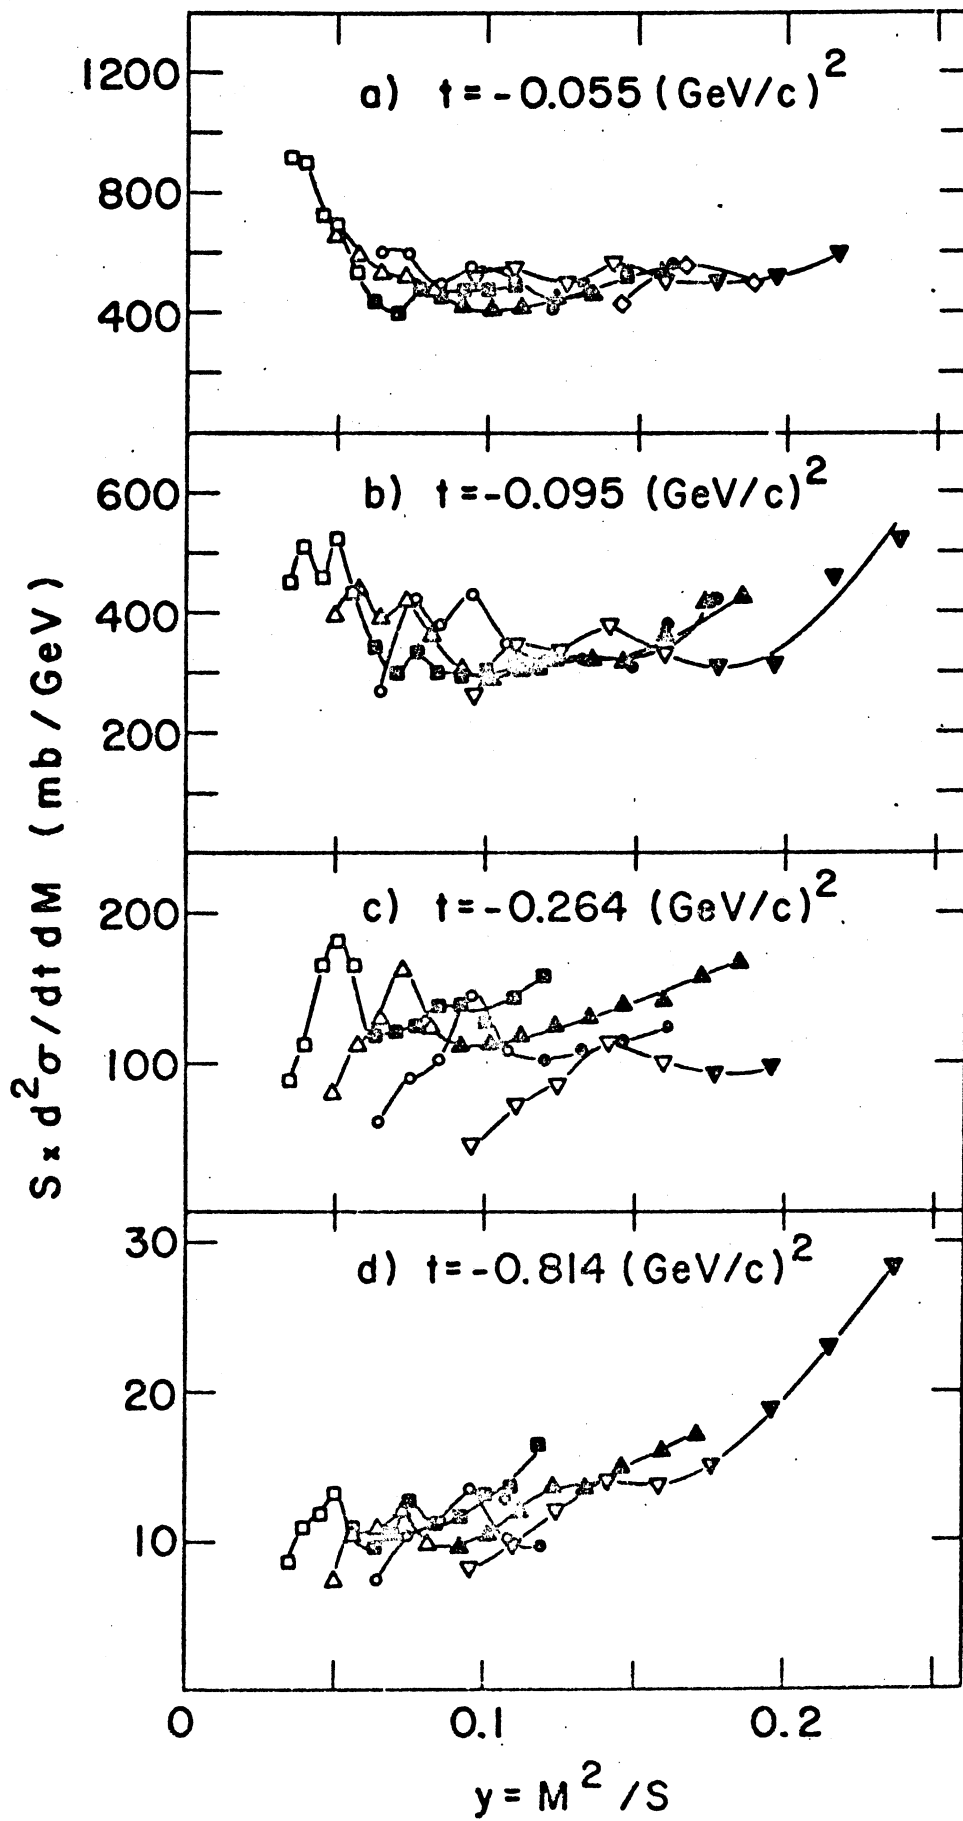 a) t=-0.055 (GeV/c)²
1200
800
400
b) t=-0.095 (GeV/c)²
600
400
200
c) t=-0.264 (GeV/c)²
200
100
d) t=-0.814 (GeV/c)²
30
20
10
0 0.1 0.2
y = M² /S
S x d²σ/dt dM (mb/GeV)